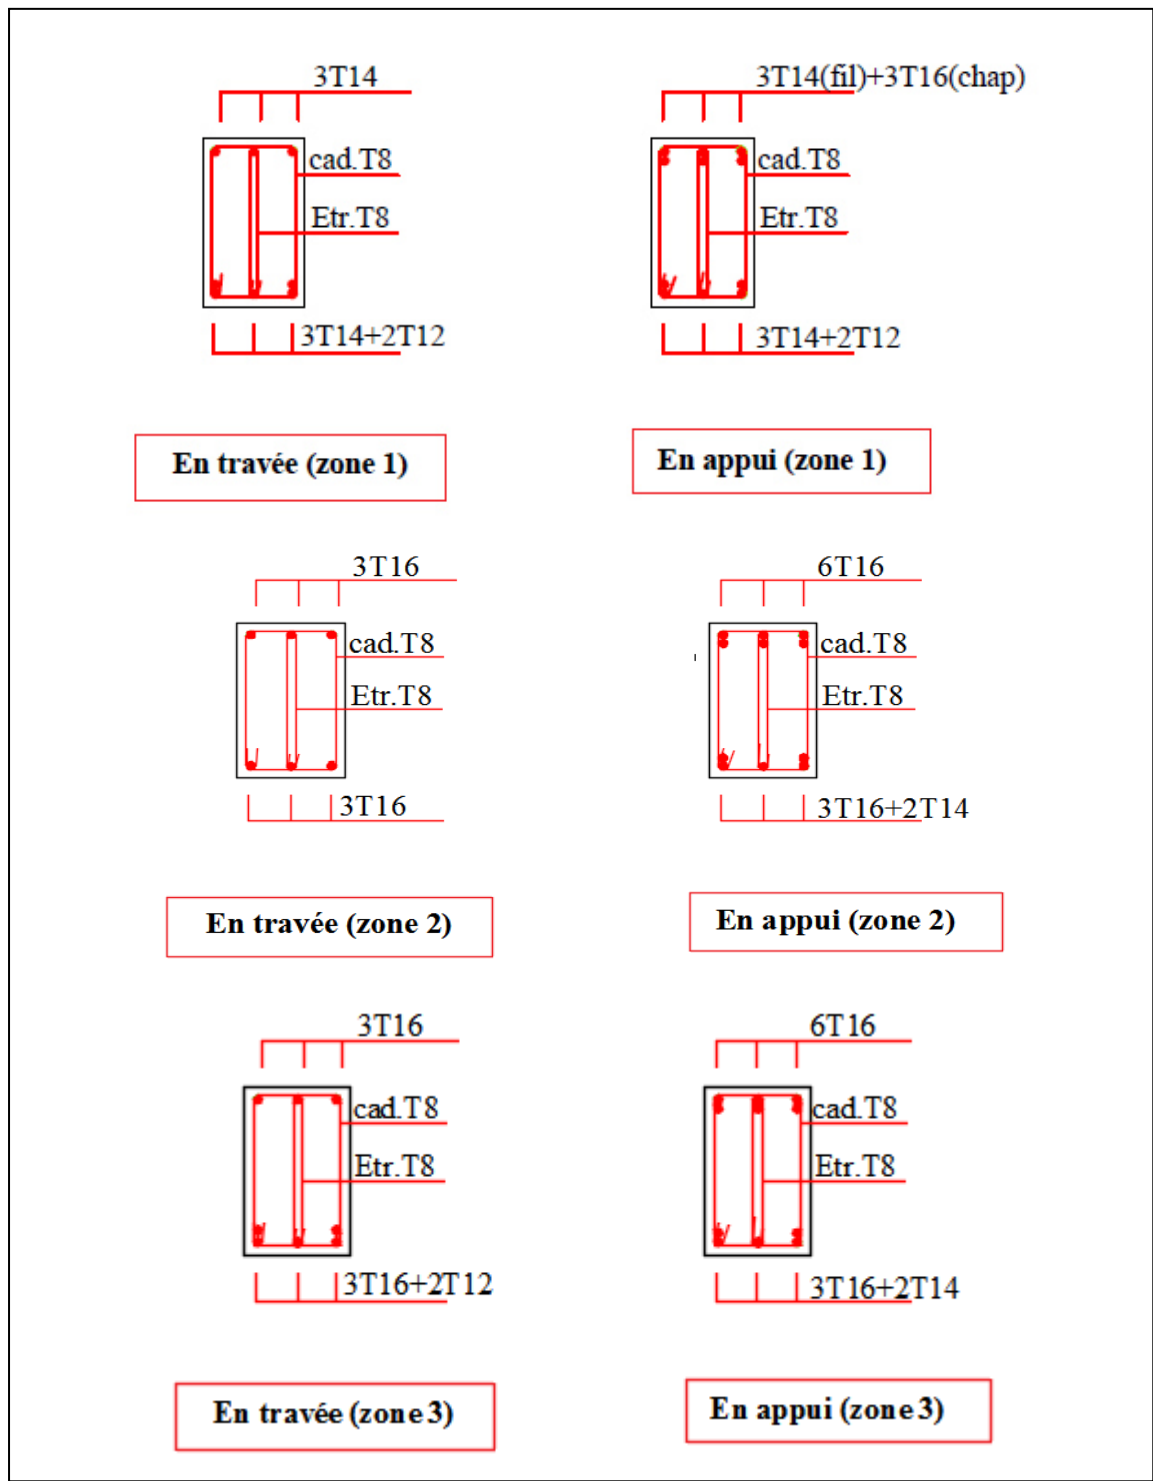 3T14
cad.T8
Etr.T8
3T14+2T12
En travée (zone 1)
3T14(fil)+3T16(chap)
cad.T8
Etr.T8
3T14+2T12
En appui (zone 1)
3T16
cad.T8
Etr.T8
3T16
En travée (zone 2)
6T16
cad.T8
Etr.T8
3T16+2T14
En appui (zone 2)
3T16
cad.T8
Etr.T8
3T16+2T12
En travée (zone 3)
6T16
cad.T8
Etr.T8
3T16+2T14
En appui (zone 3)